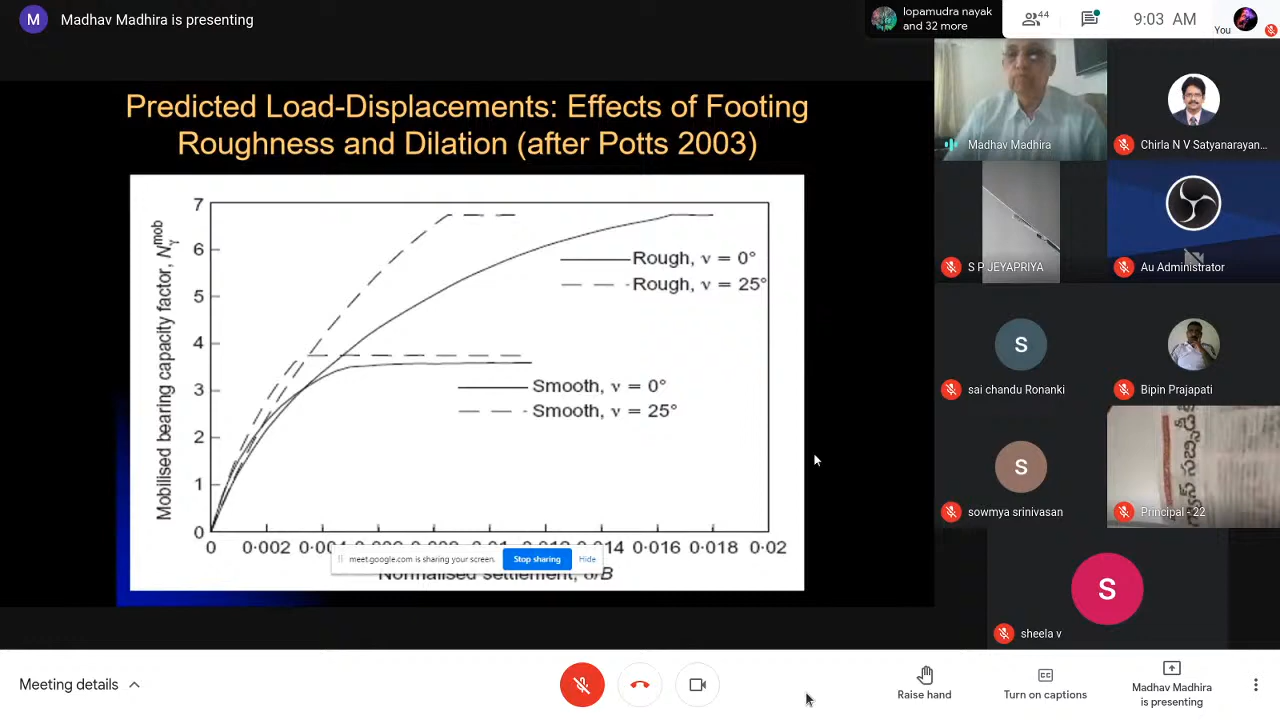 M Madhav Madhira is presenting
lopamudra nayak
and 32 more
44
9:03 AM
You
Predicted Load-Displacements: Effects of Footing
Roughness and Dilation (after Potts 2003)
Mobilised bearing capacity factor, Nγmob
7
6
5
4
3
2
1
0
Rough, ν = 0°
Rough, ν = 25°
Smooth, ν = 0°
Smooth, ν = 25°
0 0·002 0·016 0·018 0·02
meet.google.com is sharing your screen. Stop sharing Hide
Normalised settlement, δ/B
Madhav Madhira
Chirla N V Satyanarayan...
S P JEYAPRIYA
Au Administrator
S
sai chandu Ronanki
Bipin Prajapati
S
sowmya srinivasan
Principal - 22
S
sheela v
Meeting details
Raise hand
CC
Turn on captions
Madhav Madhira
is presenting